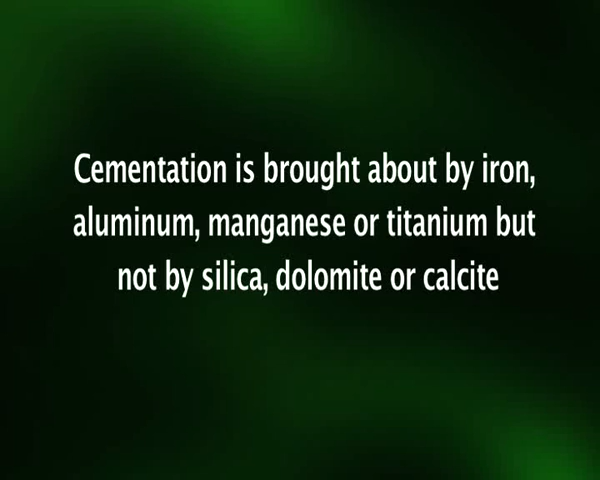 Cementation is brought about by iron,
aluminum, manganese or titanium but
not by silica, dolomite or calcite